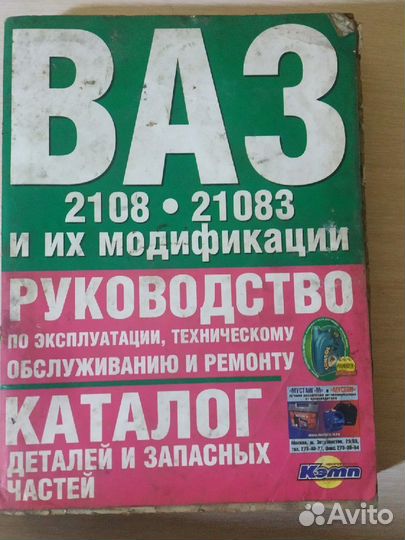 ВАЗ
2108 • 21083
и их модификации
РУКОВОДСТВО
ПО ЭКСПЛУАТАЦИИ, ТЕХНИЧЕСКОМУ
ОБСЛУЖИВАНИЮ И РЕМОНТУ
КАТАЛОГ
ДЕТАЛЕЙ И ЗАПАСНЫХ
ЧАСТЕЙ
Кэмп
Avito